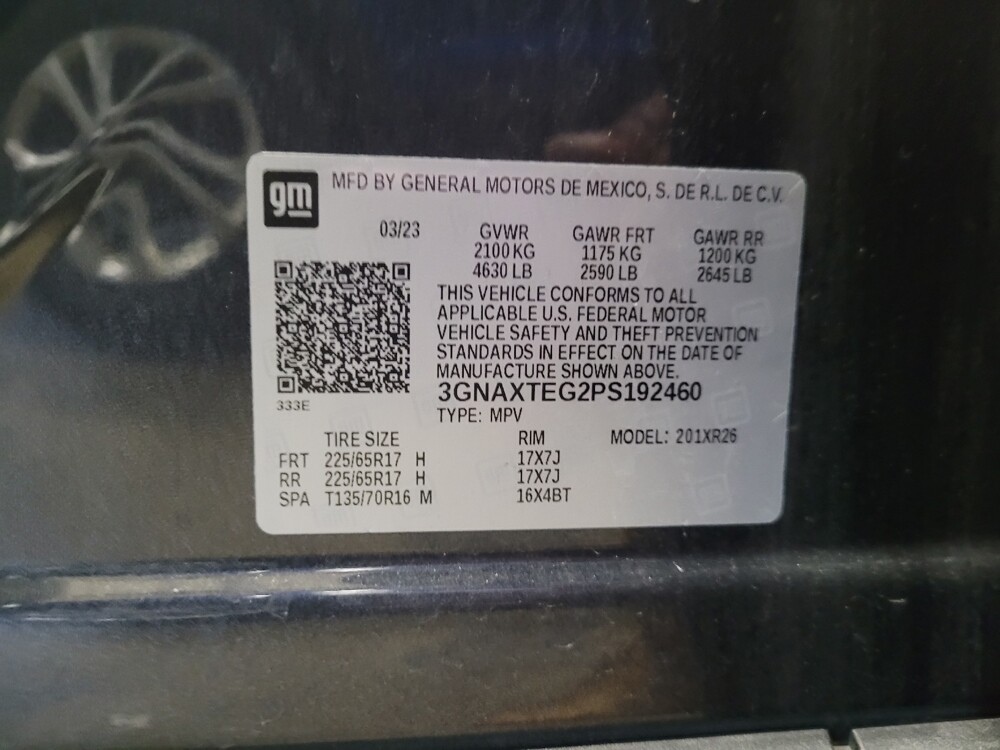 gm MFD BY GENERAL MOTORS DE MEXICO, S. DE R.L. DE C.V.
03/23 GVWR GAWR FRT GAWR RR
2100 KG 1175 KG 1200 KG
4630 LB 2590 LB 2645 LB
THIS VEHICLE CONFORMS TO ALL
APPLICABLE U.S. FEDERAL MOTOR
VEHICLE SAFETY AND THEFT PREVENTION
STANDARDS IN EFFECT ON THE DATE OF
MANUFACTURE SHOWN ABOVE.
3GNAXTEG2PS192460
333E
TYPE: MPV
TIRE SIZE RIM MODEL: 201XR26
FRT 225/65R17 H 17X7J
RR 225/65R17 H 17X7J
SPA T135/70R16 M 16X4BT